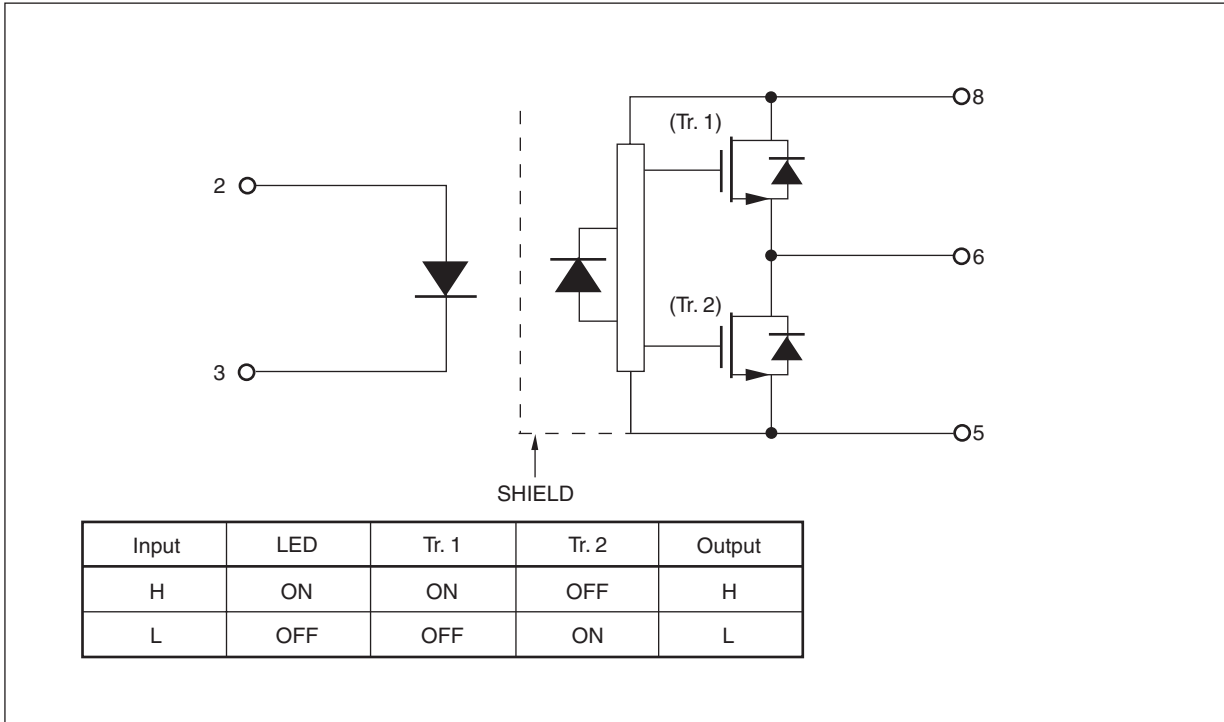 8
(Tr. 1)
2
6
(Tr. 2)
3
5
SHIELD
Input LED Tr. 1 Tr. 2 Output
H ON ON OFF H
L OFF OFF ON L